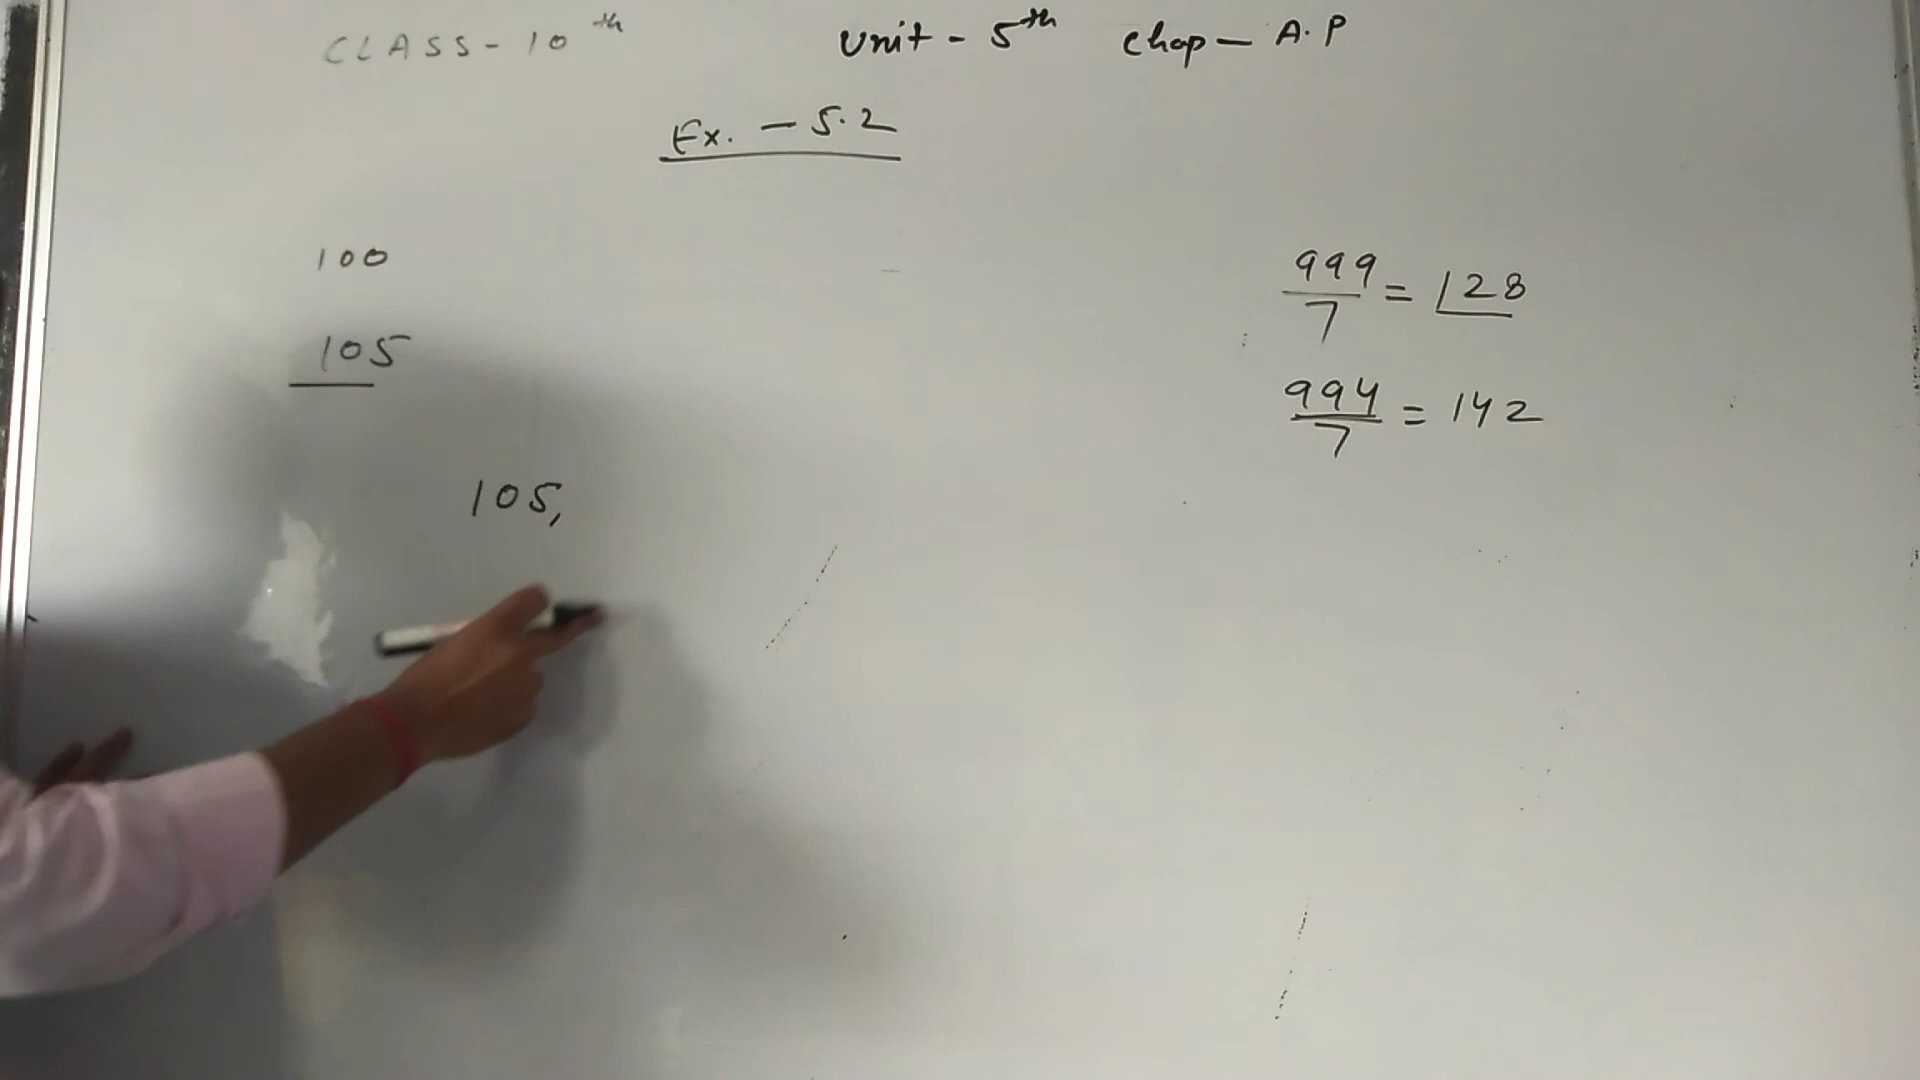 CLASS-10th Unit-5th Chap-A.P
Ex. -5.2
100
105
105,
999/7 = 128
994/7 = 142